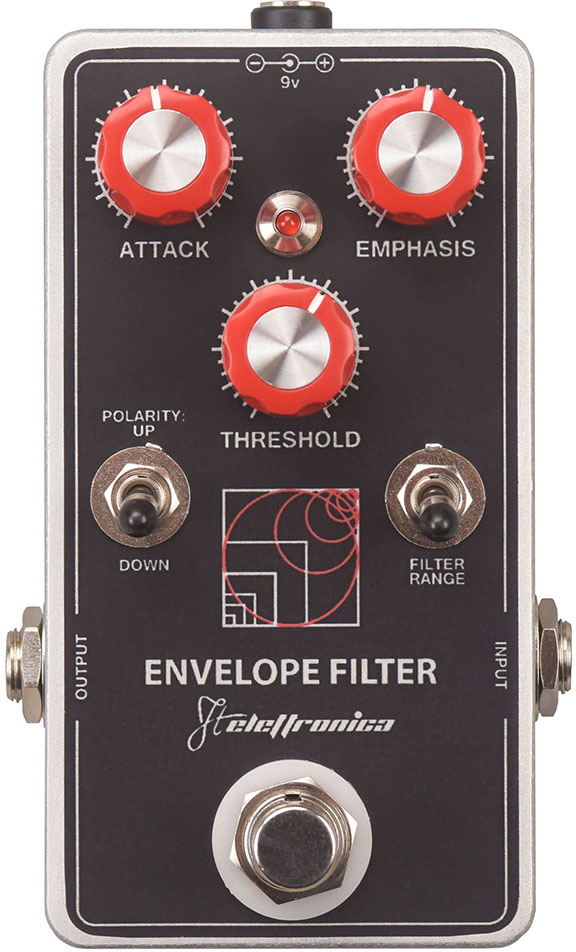 9v
ATTACK
EMPHASIS
THRESHOLD
POLARITY:
UP
DOWN
FILTER
RANGE
OUTPUT
INPUT
ENVELOPE FILTER
elettronica